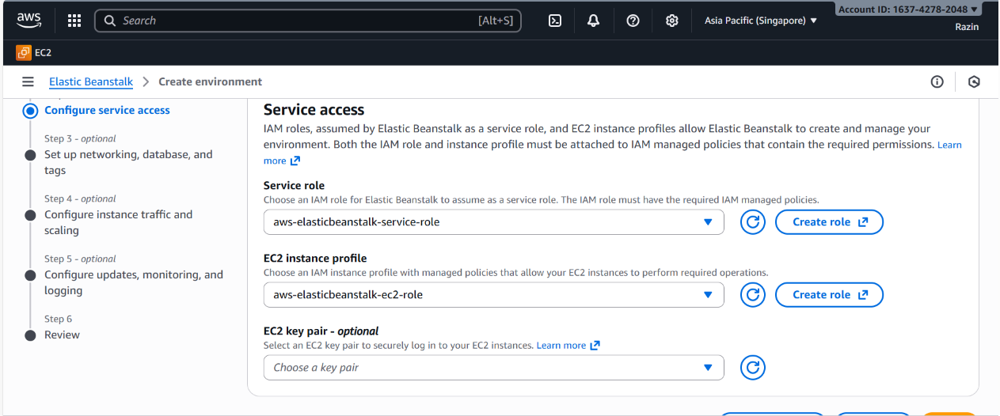 aws
Search
[Alt+S]
Asia Pacific (Singapore)
Account ID: 1637-4278-2048
Razin
EC2
Elastic Beanstalk > Create environment
Configure service access
Step 3 - optional
Set up networking, database, and
tags
Step 4 - optional
Configure instance traffic and
scaling
Step 5 - optional
Configure updates, monitoring, and
logging
Step 6
Review
Service access
IAM roles, assumed by Elastic Beanstalk as a service role, and EC2 instance profiles allow Elastic Beanstalk to create and manage your
environment. Both the IAM role and instance profile must be attached to IAM managed policies that contain the required permissions. Learn
more
Service role
Choose an IAM role for Elastic Beanstalk to assume as a service role. The IAM role must have the required IAM managed policies.
aws-elasticbeanstalk-service-role
Create role
EC2 instance profile
Choose an IAM instance profile with managed policies that allow your EC2 instances to perform required operations.
aws-elasticbeanstalk-ec2-role
Create role
EC2 key pair - optional
Select an EC2 key pair to securely log in to your EC2 instances. Learn more
Choose a key pair